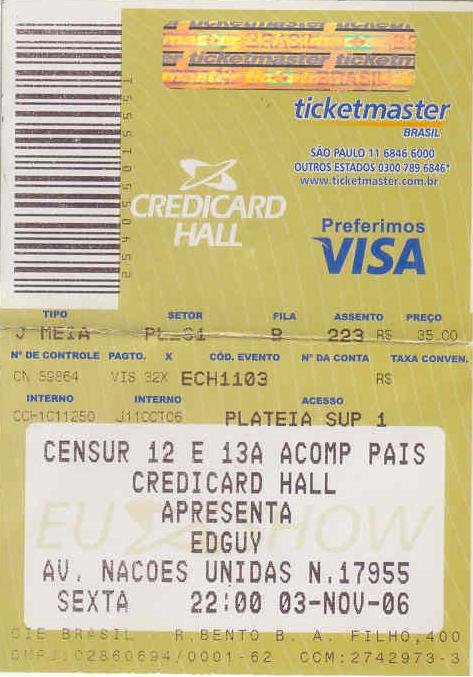 ticketmaster
BRASIL
SÃO PAULO 11 6846 6000
OUTROS ESTADOS 0300 789 6846*
www.ticketmaster.com.br
CREDICARD
HALL
Preferimos
VISA
TIPO SETOR FILA ASSENTO PREÇO
J MEIA B 223 R$ 35.00
Nº DE CONTROLE PAGTO. X CÓD. EVENTO Nº DA CONTA TAXA CONVEN.
CN 59864 VIS 32X ECH1103 R$
INTERNO INTERNO ACESSO
J11OCT06 PLATEIA SUP 1
CENSUR 12 E 13A ACOMP PAIS
CREDICARD HALL
APRESENTA
EDGUY
AV. NACOES UNIDAS N.17955
SEXTA 22:00 03-NOV-06
CIE BRASIL R.BENTO B. A. FILHO,400
CNPJ:02860694/0001-62 CCM:2742973-3